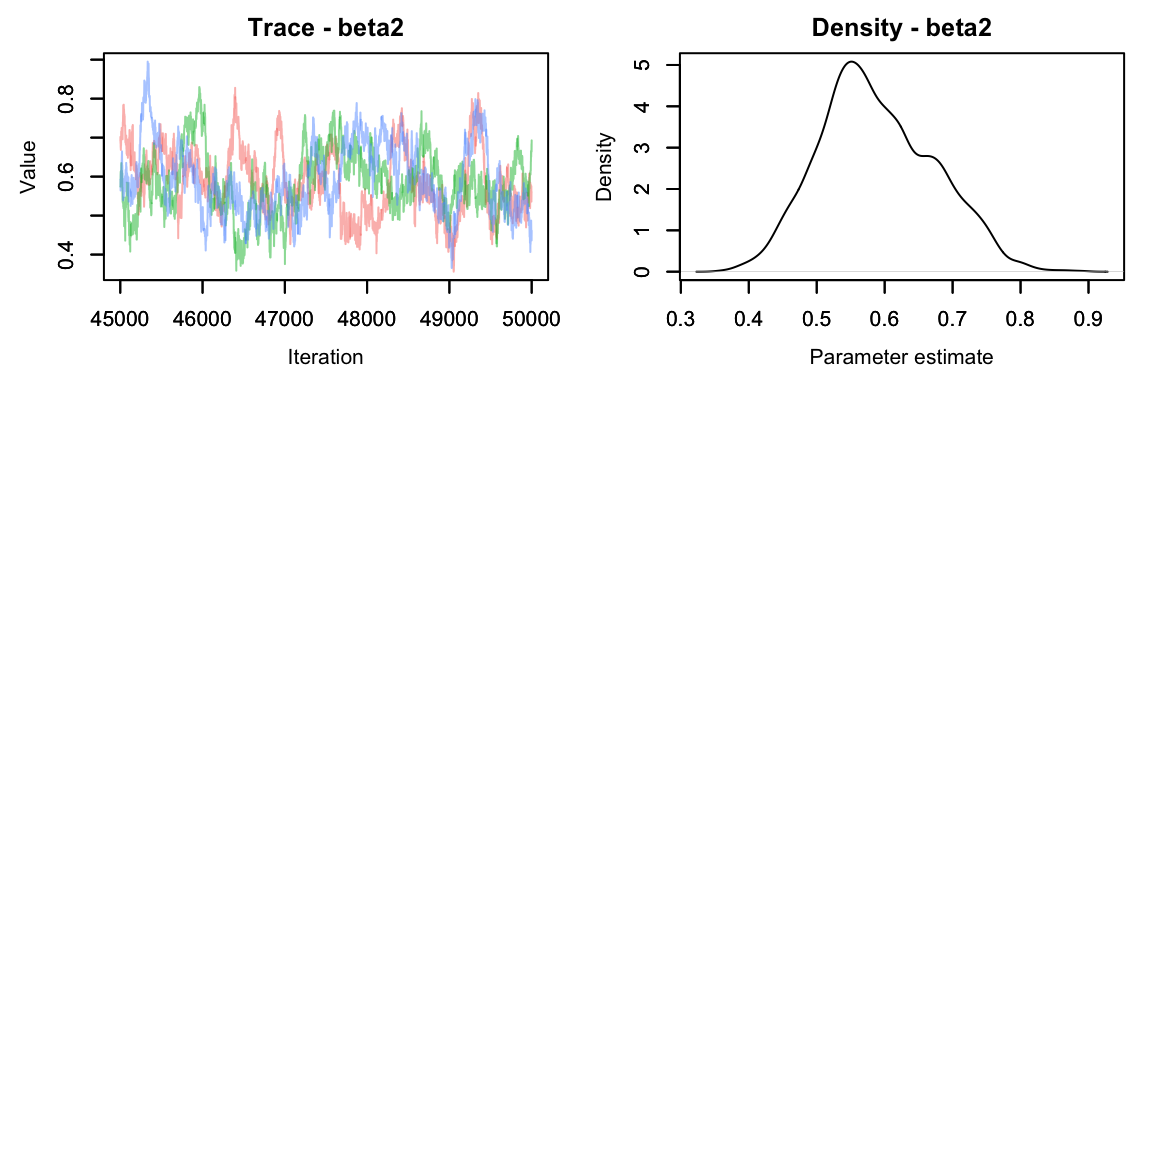 Trace - beta2
Value
0.4 0.6 0.8
45000 46000 47000 48000 49000 50000
Iteration
Density - beta2
Density
0 1 2 3 4 5
0.3 0.4 0.5 0.6 0.7 0.8 0.9
Parameter estimate